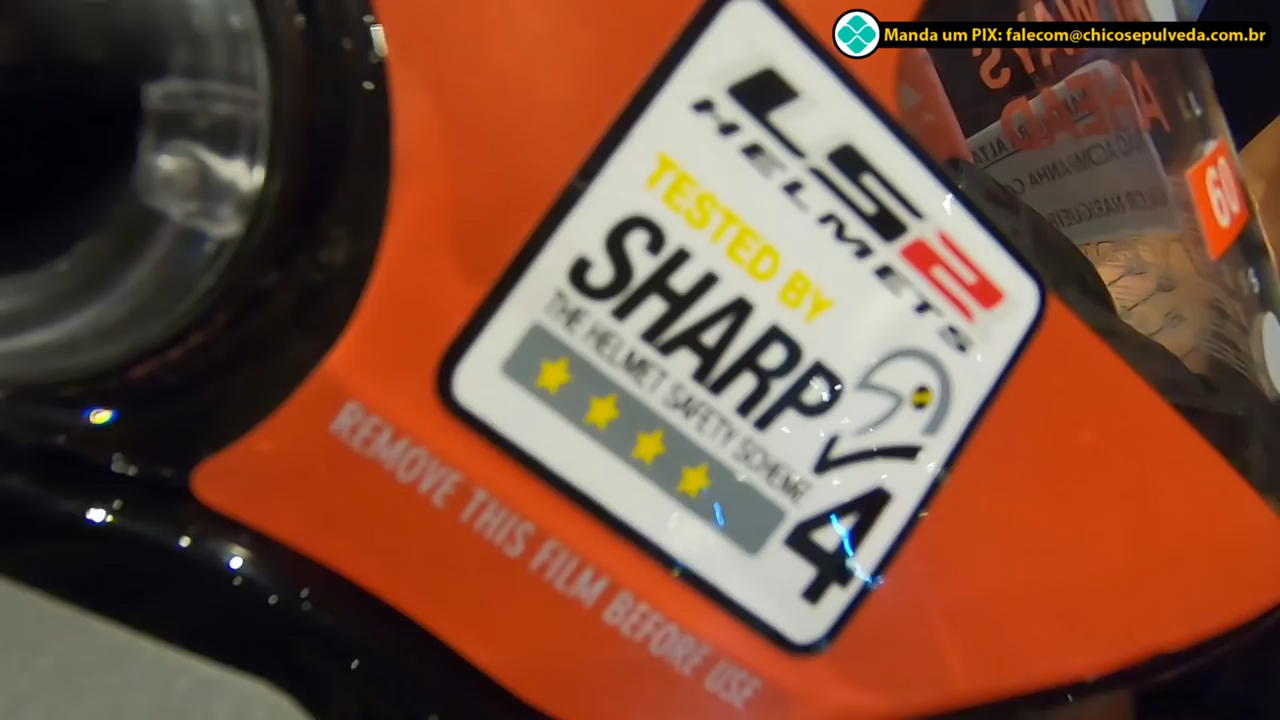 Manda um PIX: falecom@chicosepulveda.com.br
LS2
HELMETS
TESTED BY
SHARP
THE HELMET SAFETY SCHEME
4
REMOVE THIS FILM BEFORE USE
AHEAD
60